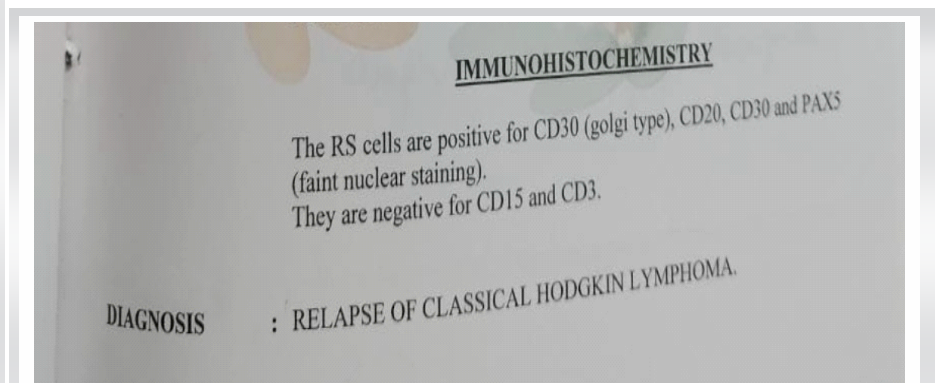 IMMUNOHISTOCHEMISTRY
The RS cells are positive for CD30 (golgi type), CD20, CD30 and PAX5
(faint nuclear staining).
They are negative for CD15 and CD3.
DIAGNOSIS : RELAPSE OF CLASSICAL HODGKIN LYMPHOMA.